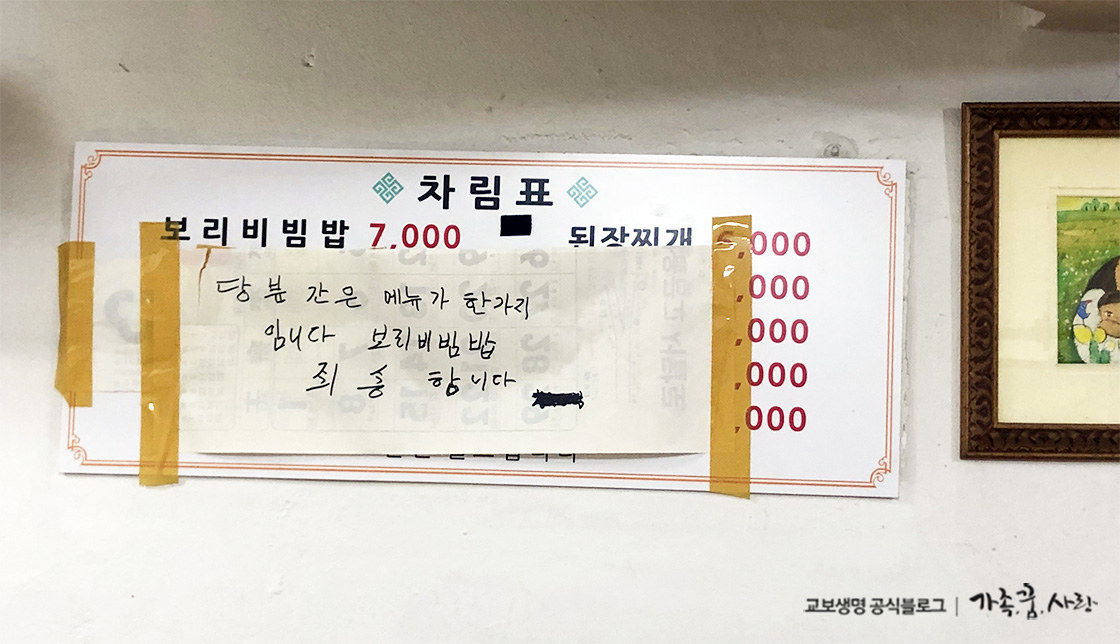 차림표
보리비빔밥 7,000 된장찌개 ,000
,000
,000
,000
,000
당분간은 메뉴가 한가지
입니다 보리비빔밥
죄송합니다
교보생명 공식블로그 | 가족.꿈.사랑